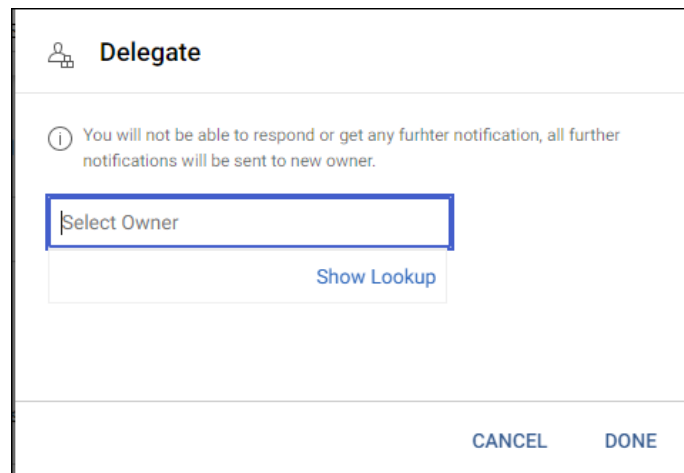 Delegate
You will not be able to respond or get any furhter notification, all further
notifications will be sent to new owner.
Select Owner
Show Lookup
CANCEL DONE